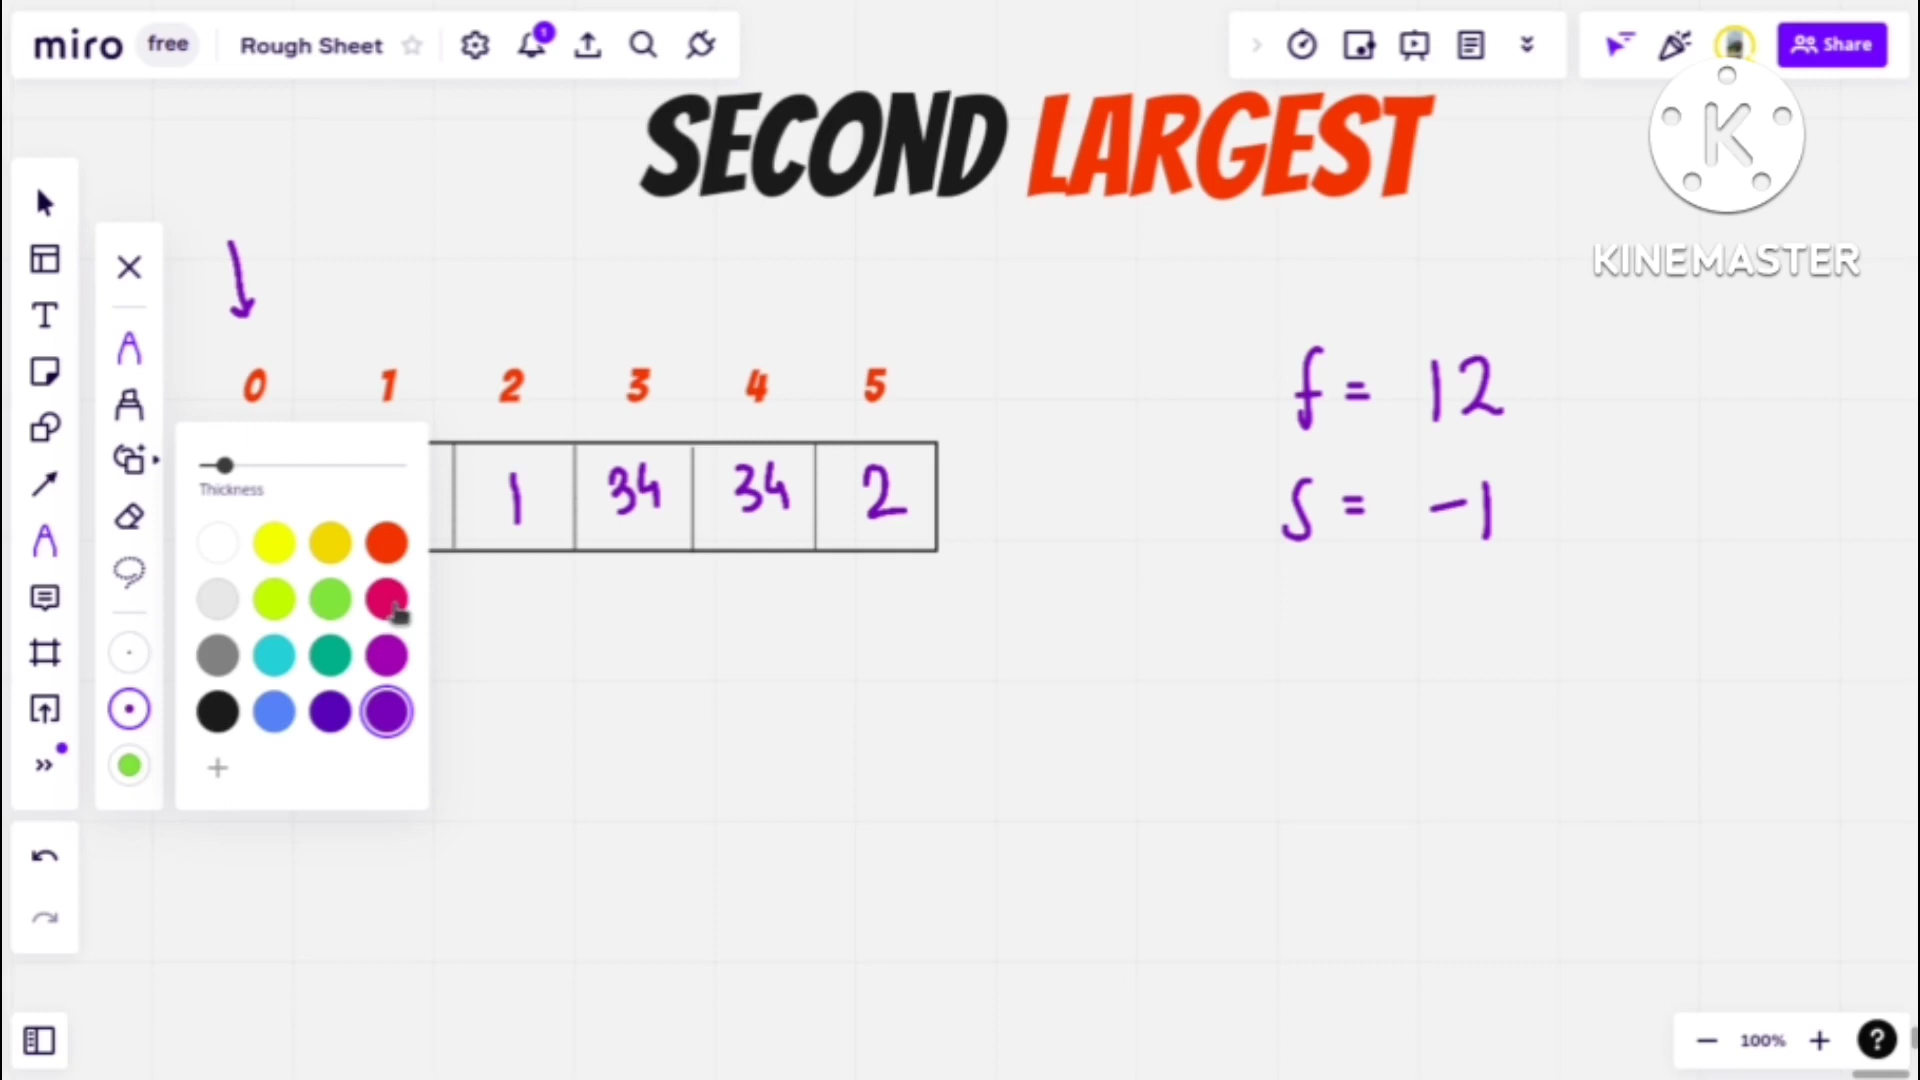 miro free Rough Sheet 1 Share
SECOND LARGEST
K
KINEMASTER
0 1 2 3 4 5
1 34 34 2
f = 12
s = -1
Thickness
100%